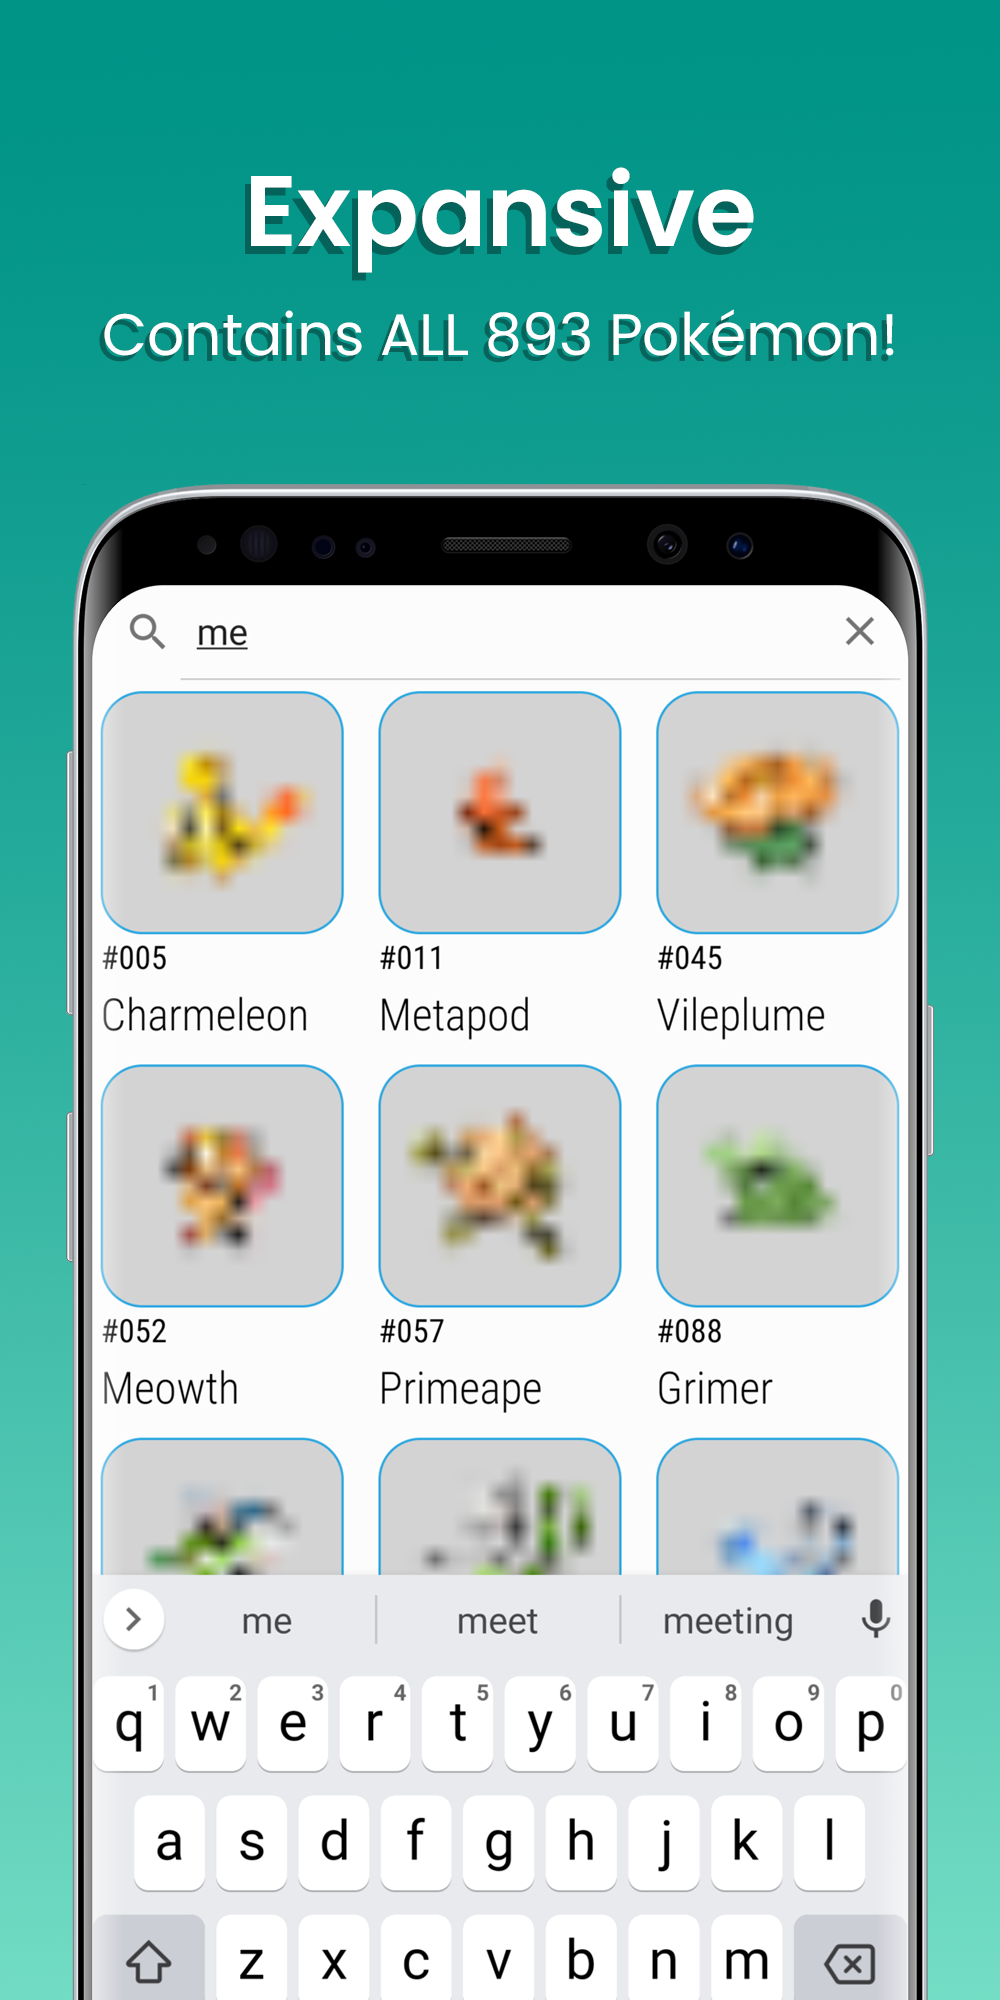 Expansive
Contains ALL 893 Pokémon!
me
#005 #011 #045
Charmeleon Metapod Vileplume
#052 #057 #088
Meowth Primeape Grimer
me meet meeting
1 2 3 4 5 6 7 8 9 0
q w e r t y u i o p
a s d f g h j k l
z x c v b n m